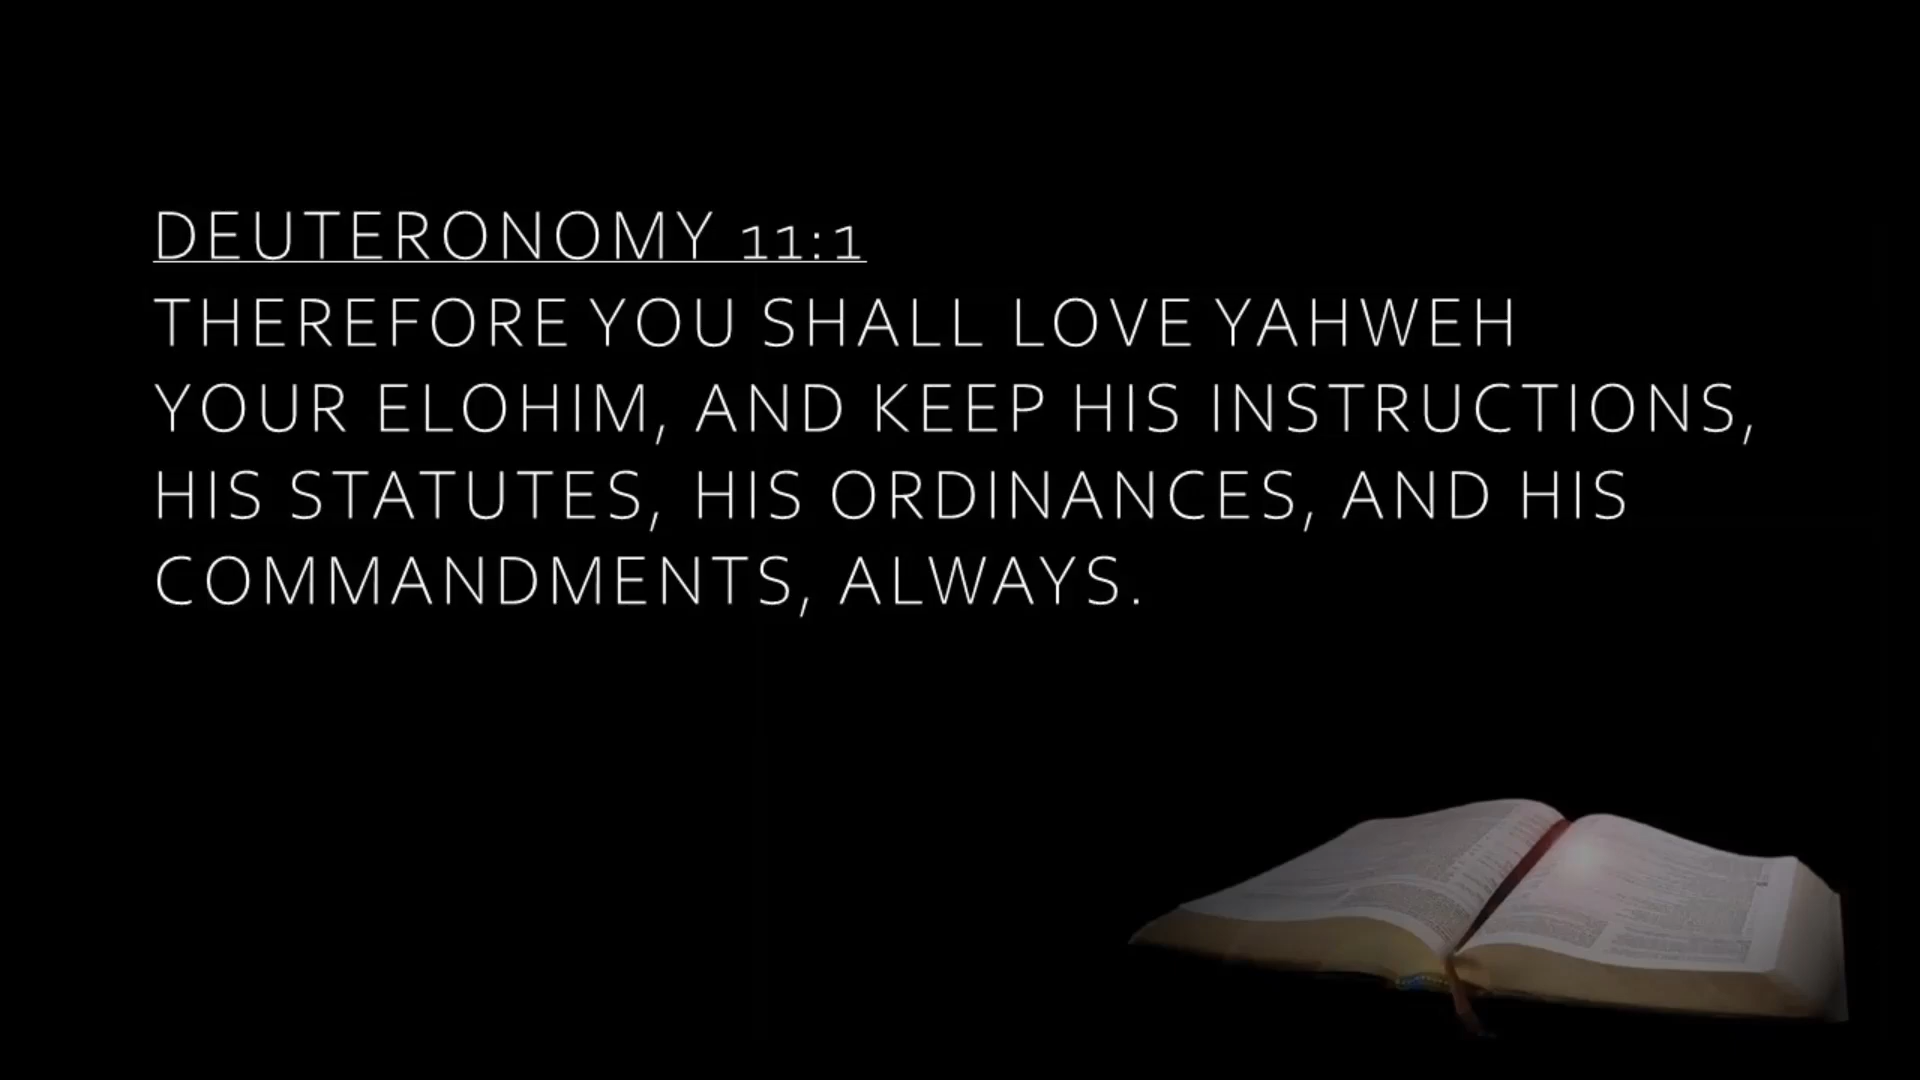 DEUTERONOMY 11:1
THEREFORE YOU SHALL LOVE YAHWEH
YOUR ELOHIM, AND KEEP HIS INSTRUCTIONS,
HIS STATUTES, HIS ORDINANCES, AND HIS
COMMANDMENTS, ALWAYS.